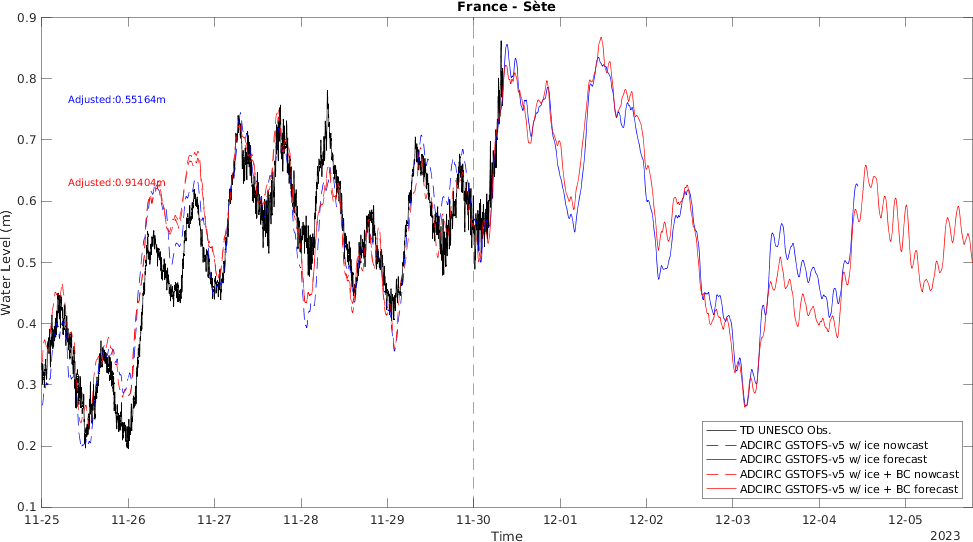 France - Sète
0.9
0.8
0.7
0.6
0.5
0.4
0.3
0.2
0.1
Water Level (m)
Adjusted:0.55164m
Adjusted:0.91404m
TD UNESCO Obs.
ADCIRC GSTOFS-v5 w/ ice nowcast
ADCIRC GSTOFS-v5 w/ ice forecast
ADCIRC GSTOFS-v5 w/ ice + BC nowcast
ADCIRC GSTOFS-v5 w/ ice + BC forecast
11-25 11-26 11-27 11-28 11-29 11-30 12-01 12-02 12-03 12-04 12-05
Time
2023